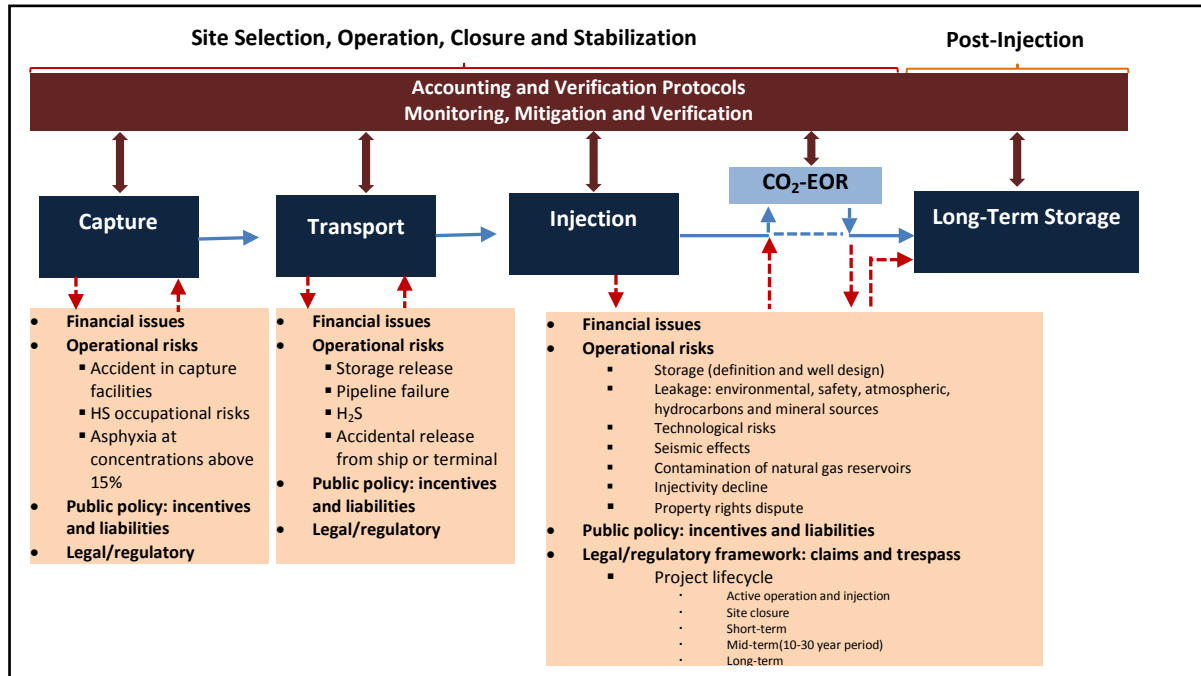 Site Selection, Operation, Closure and Stabilization
Post-Injection
Accounting and Verification Protocols
Monitoring, Mitigation and Verification
Capture
Transport
Injection
CO₂-EOR
Long-Term Storage
• Financial issues
• Operational risks
▪ Accident in capture
facilities
▪ HS occupational risks
▪ Asphyxia at
concentrations above
15%
• Public policy: incentives
and liabilities
• Legal/regulatory
• Financial issues
• Operational risks
▪ Storage release
▪ Pipeline failure
▪ H₂S
▪ Accidental release
from ship or terminal
• Public policy: incentives
and liabilities
• Legal/regulatory
• Financial issues
• Operational risks
▪ Storage (definition and well design)
▪ Leakage: environmental, safety, atmospheric,
hydrocarbons and mineral sources
▪ Technological risks
▪ Seismic effects
▪ Contamination of natural gas reservoirs
▪ Injectivity decline
▪ Property rights dispute
• Public policy: incentives and liabilities
• Legal/regulatory framework: claims and trespass
▪ Project lifecycle
· Active operation and injection
· Site closure
· Short-term
· Mid-term(10-30 year period)
· Long-term